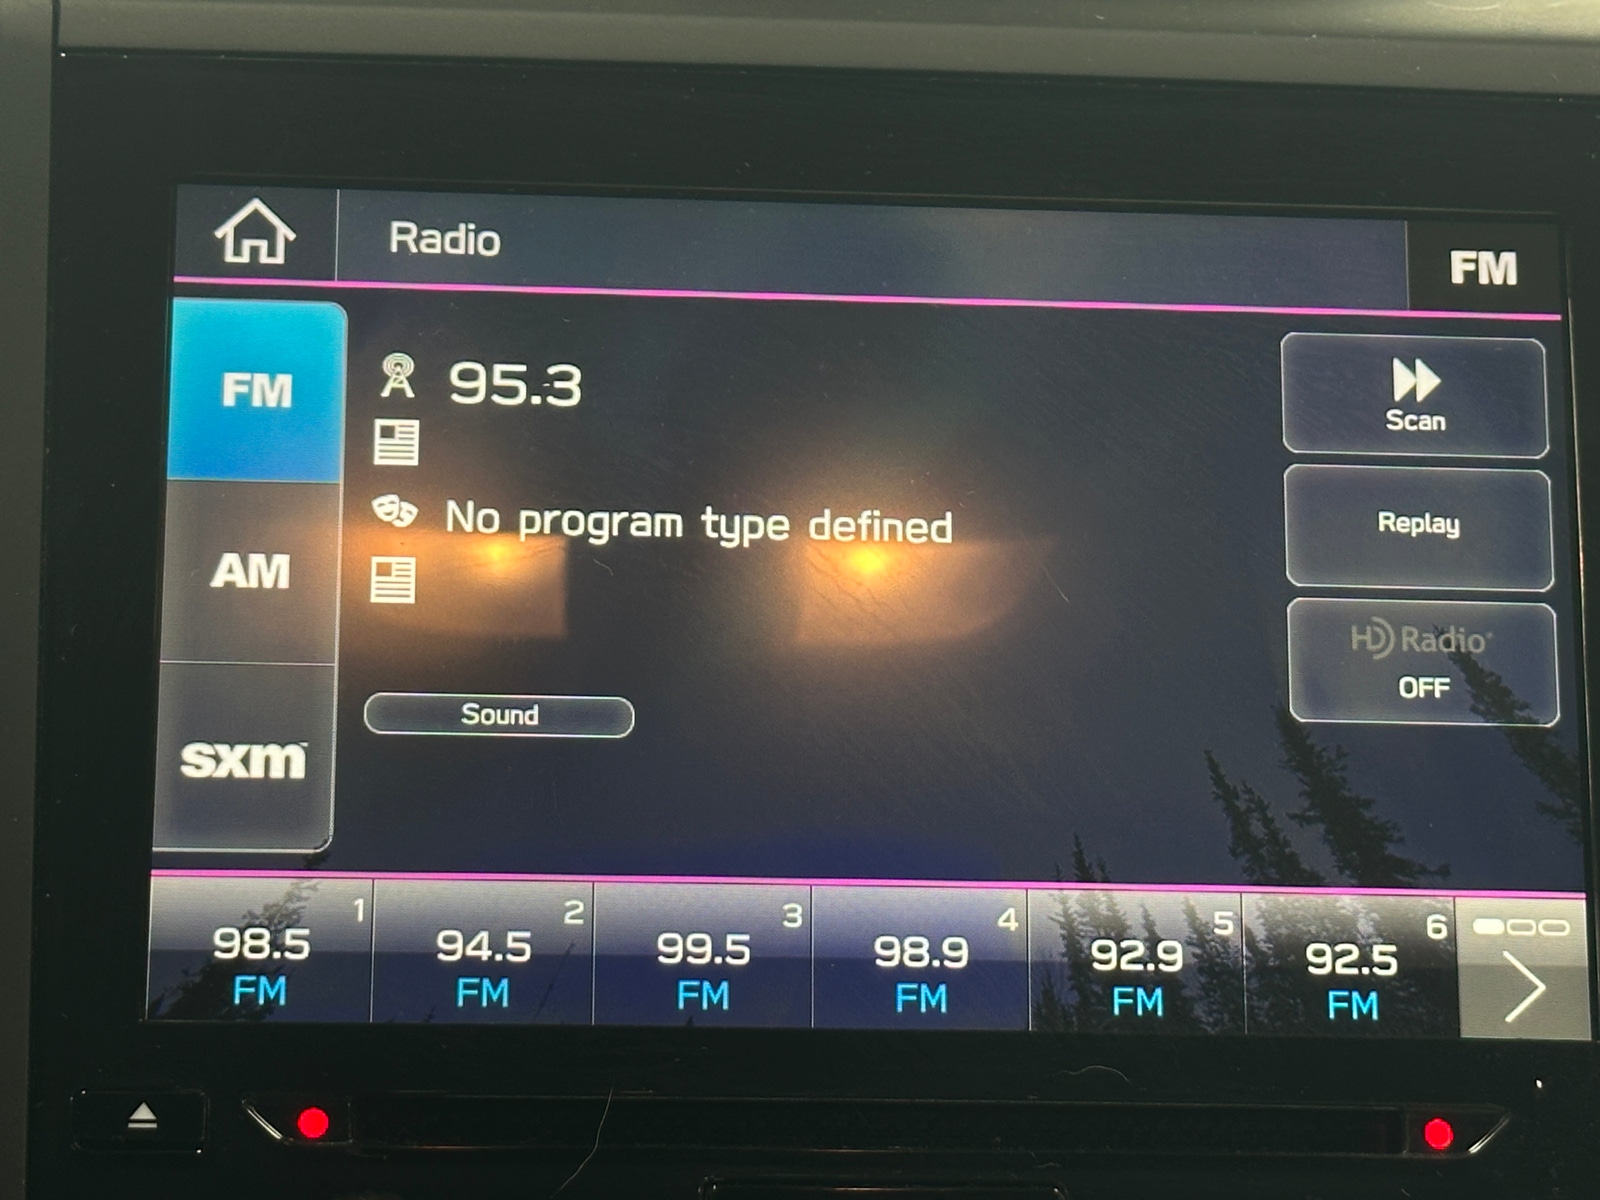 Radio
FM
FM
AM
sxm
95.3
No program type defined
Sound
Scan
Replay
HD Radio
OFF
1
98.5
FM
2
94.5
FM
3
99.5
FM
4
98.9
FM
5
92.9
FM
6
92.5
FM